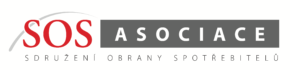 SOS ASOCIACE
SDRUŽENÍ OBRANY SPOTŘEBITELŮ